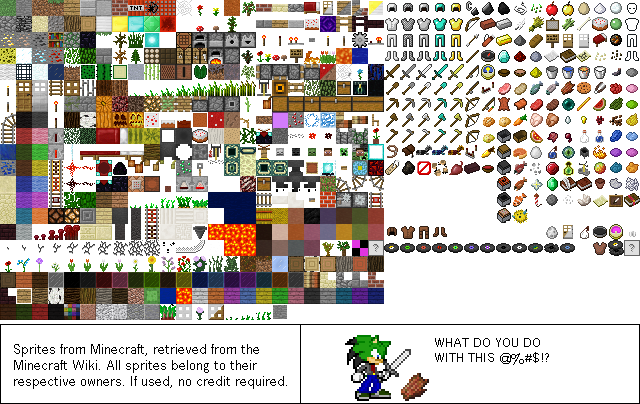 TNT
?
?
Sprites from Minecraft, retrieved from the
Minecraft Wiki. All sprites belong to their
respective owners. If used, no credit required.
WHAT DO YOU DO
WITH THIS @%#$!?